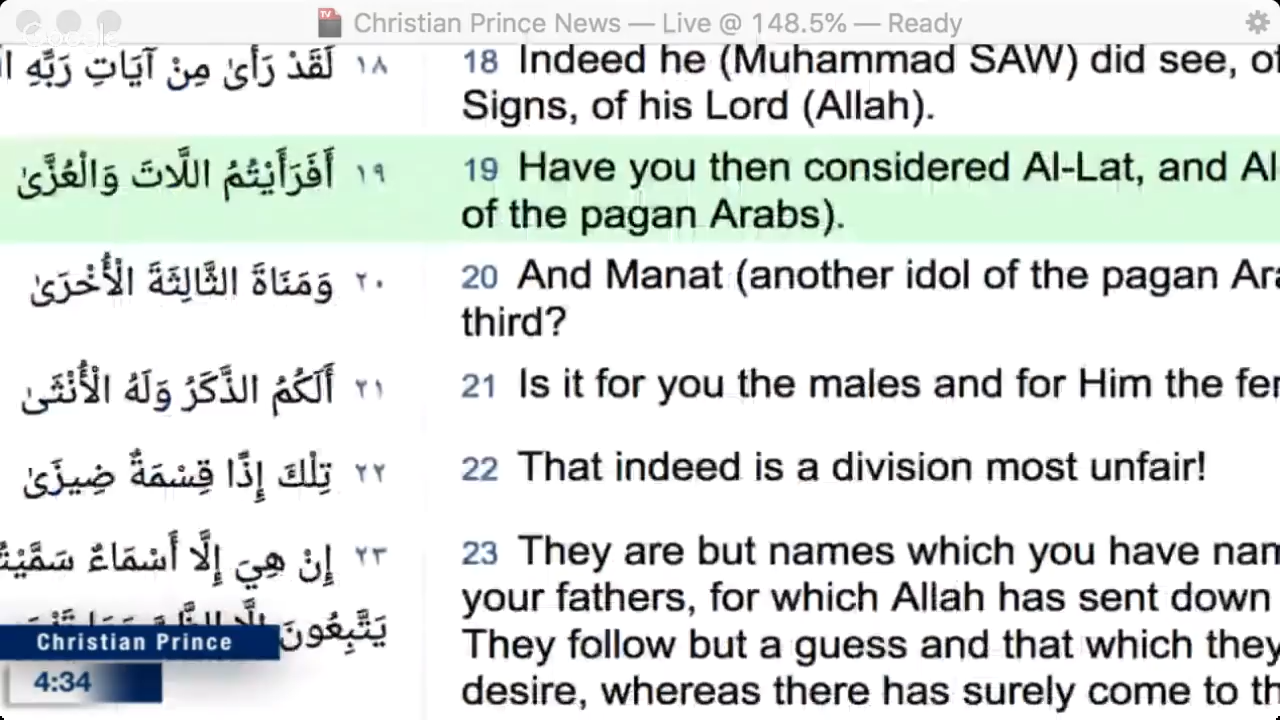 Christian Prince News — Live @ 148.5% — Ready
Google
لَقَدْ رَأَىٰ مِنْ آيَاتِ رَبِّهِ ١٨
18 Indeed he (Muhammad SAW) did see, of
Signs, of his Lord (Allah).
أَفَرَأَيْتُمُ اللَّاتَ وَالْعُزَّىٰ ١٩
19 Have you then considered Al-Lat, and Al-
of the pagan Arabs).
وَمَنَاةَ الثَّالِثَةَ الْأُخْرَىٰ ٢٠
20 And Manat (another idol of the pagan Ara
third?
أَلَكُمُ الذَّكَرُ وَلَهُ الْأُنْثَىٰ ٢١
21 Is it for you the males and for Him the fe
تِلْكَ إِذًا قِسْمَةٌ ضِيزَىٰ ٢٢
22 That indeed is a division most unfair!
إِنْ هِيَ إِلَّا أَسْمَاءٌ ٢٣
23 They are but names which you have nam
your fathers, for which Allah has sent down
يَتَّبِعُونَ
They follow but a guess and that which they
desire, whereas there has surely come to th
Christian Prince
4:34